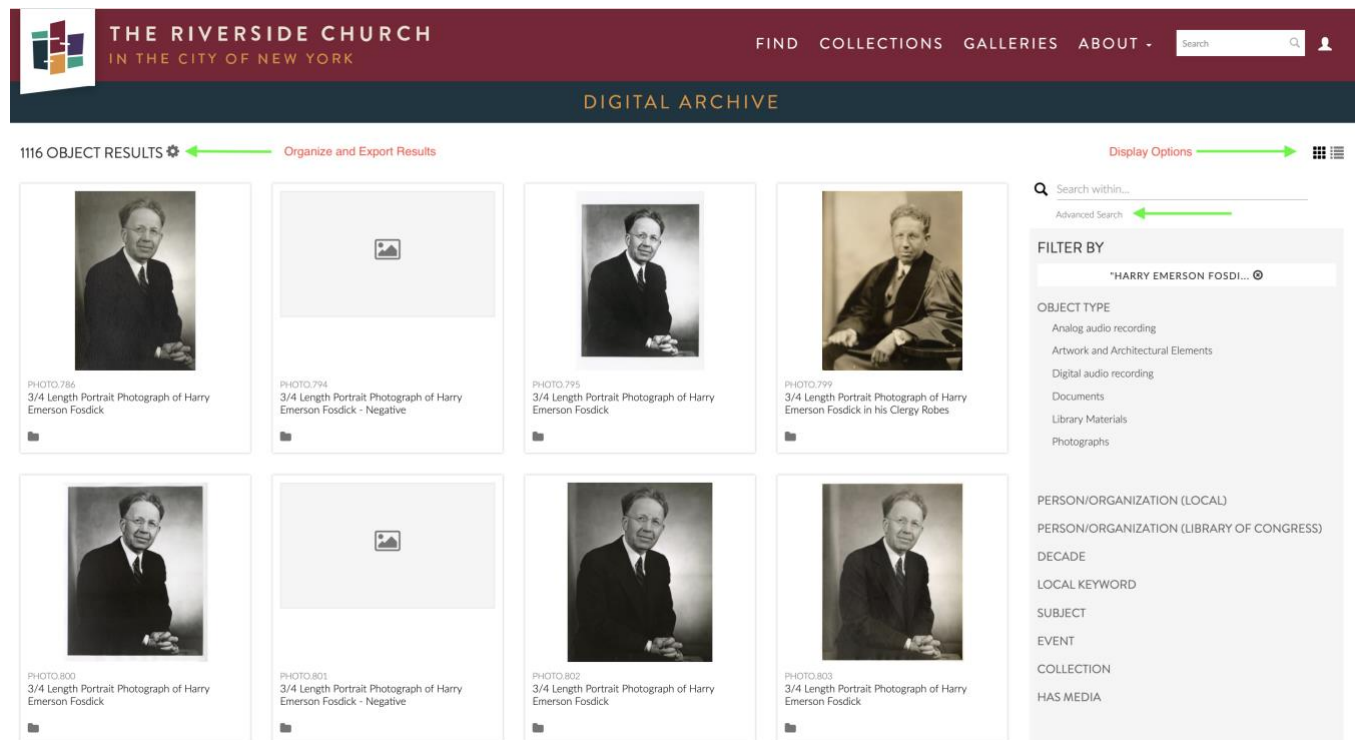 THE RIVERSIDE CHURCH
IN THE CITY OF NEW YORK
FIND COLLECTIONS GALLERIES ABOUT
Search
DIGITAL ARCHIVE
1116 OBJECT RESULTS
Organize and Export Results
Display Options
Search within...
Advanced Search
FILTER BY
"HARRY EMERSON FOSDI...
OBJECT TYPE
Analog audio recording
Artwork and Architectural Elements
Digital audio recording
Documents
Library Materials
Photographs
PERSON/ORGANIZATION (LOCAL)
PERSON/ORGANIZATION (LIBRARY OF CONGRESS)
DECADE
LOCAL KEYWORD
SUBJECT
EVENT
COLLECTION
HAS MEDIA
PHOTO.786
3/4 Length Portrait Photograph of Harry
Emerson Fosdick
PHOTO.794
3/4 Length Portrait Photograph of Harry
Emerson Fosdick - Negative
PHOTO.795
3/4 Length Portrait Photograph of Harry
Emerson Fosdick
PHOTO.799
3/4 Length Portrait Photograph of Harry
Emerson Fosdick in his Clergy Robes
PHOTO.800
3/4 Length Portrait Photograph of Harry
Emerson Fosdick
PHOTO.801
3/4 Length Portrait Photograph of Harry
Emerson Fosdick - Negative
PHOTO.802
3/4 Length Portrait Photograph of Harry
Emerson Fosdick
PHOTO.803
3/4 Length Portrait Photograph of Harry
Emerson Fosdick